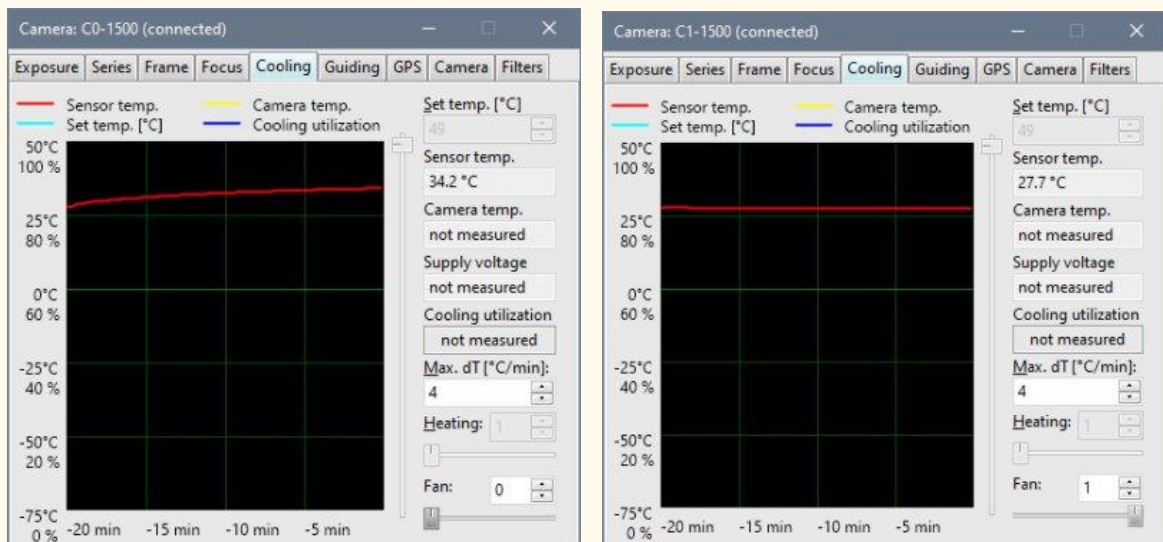 Camera: C0-1500 (connected)
Exposure Series Frame Focus Cooling Guiding GPS Camera Filters
Sensor temp. Camera temp.
Set temp. [°C] Cooling utilization
50°C
100 %
25°C
80 %
0°C
60 %
-25°C
40 %
-50°C
20 %
-75°C
0 %
-20 min -15 min -10 min -5 min
Set temp. [°C]
49
Sensor temp.
34.2 °C
Camera temp.
not measured
Supply voltage
not measured
Cooling utilization
not measured
Max. dT [°C/min]:
4
Heating: 1
Fan: 0
Camera: C1-1500 (connected)
Exposure Series Frame Focus Cooling Guiding GPS Camera Filters
Sensor temp. Camera temp.
Set temp. [°C] Cooling utilization
50°C
100 %
25°C
80 %
0°C
60 %
-25°C
40 %
-50°C
20 %
-75°C
0 %
-20 min -15 min -10 min -5 min
Set temp. [°C]
49
Sensor temp.
27.7 °C
Camera temp.
not measured
Supply voltage
not measured
Cooling utilization
not measured
Max. dT [°C/min]:
4
Heating: 1
Fan: 1